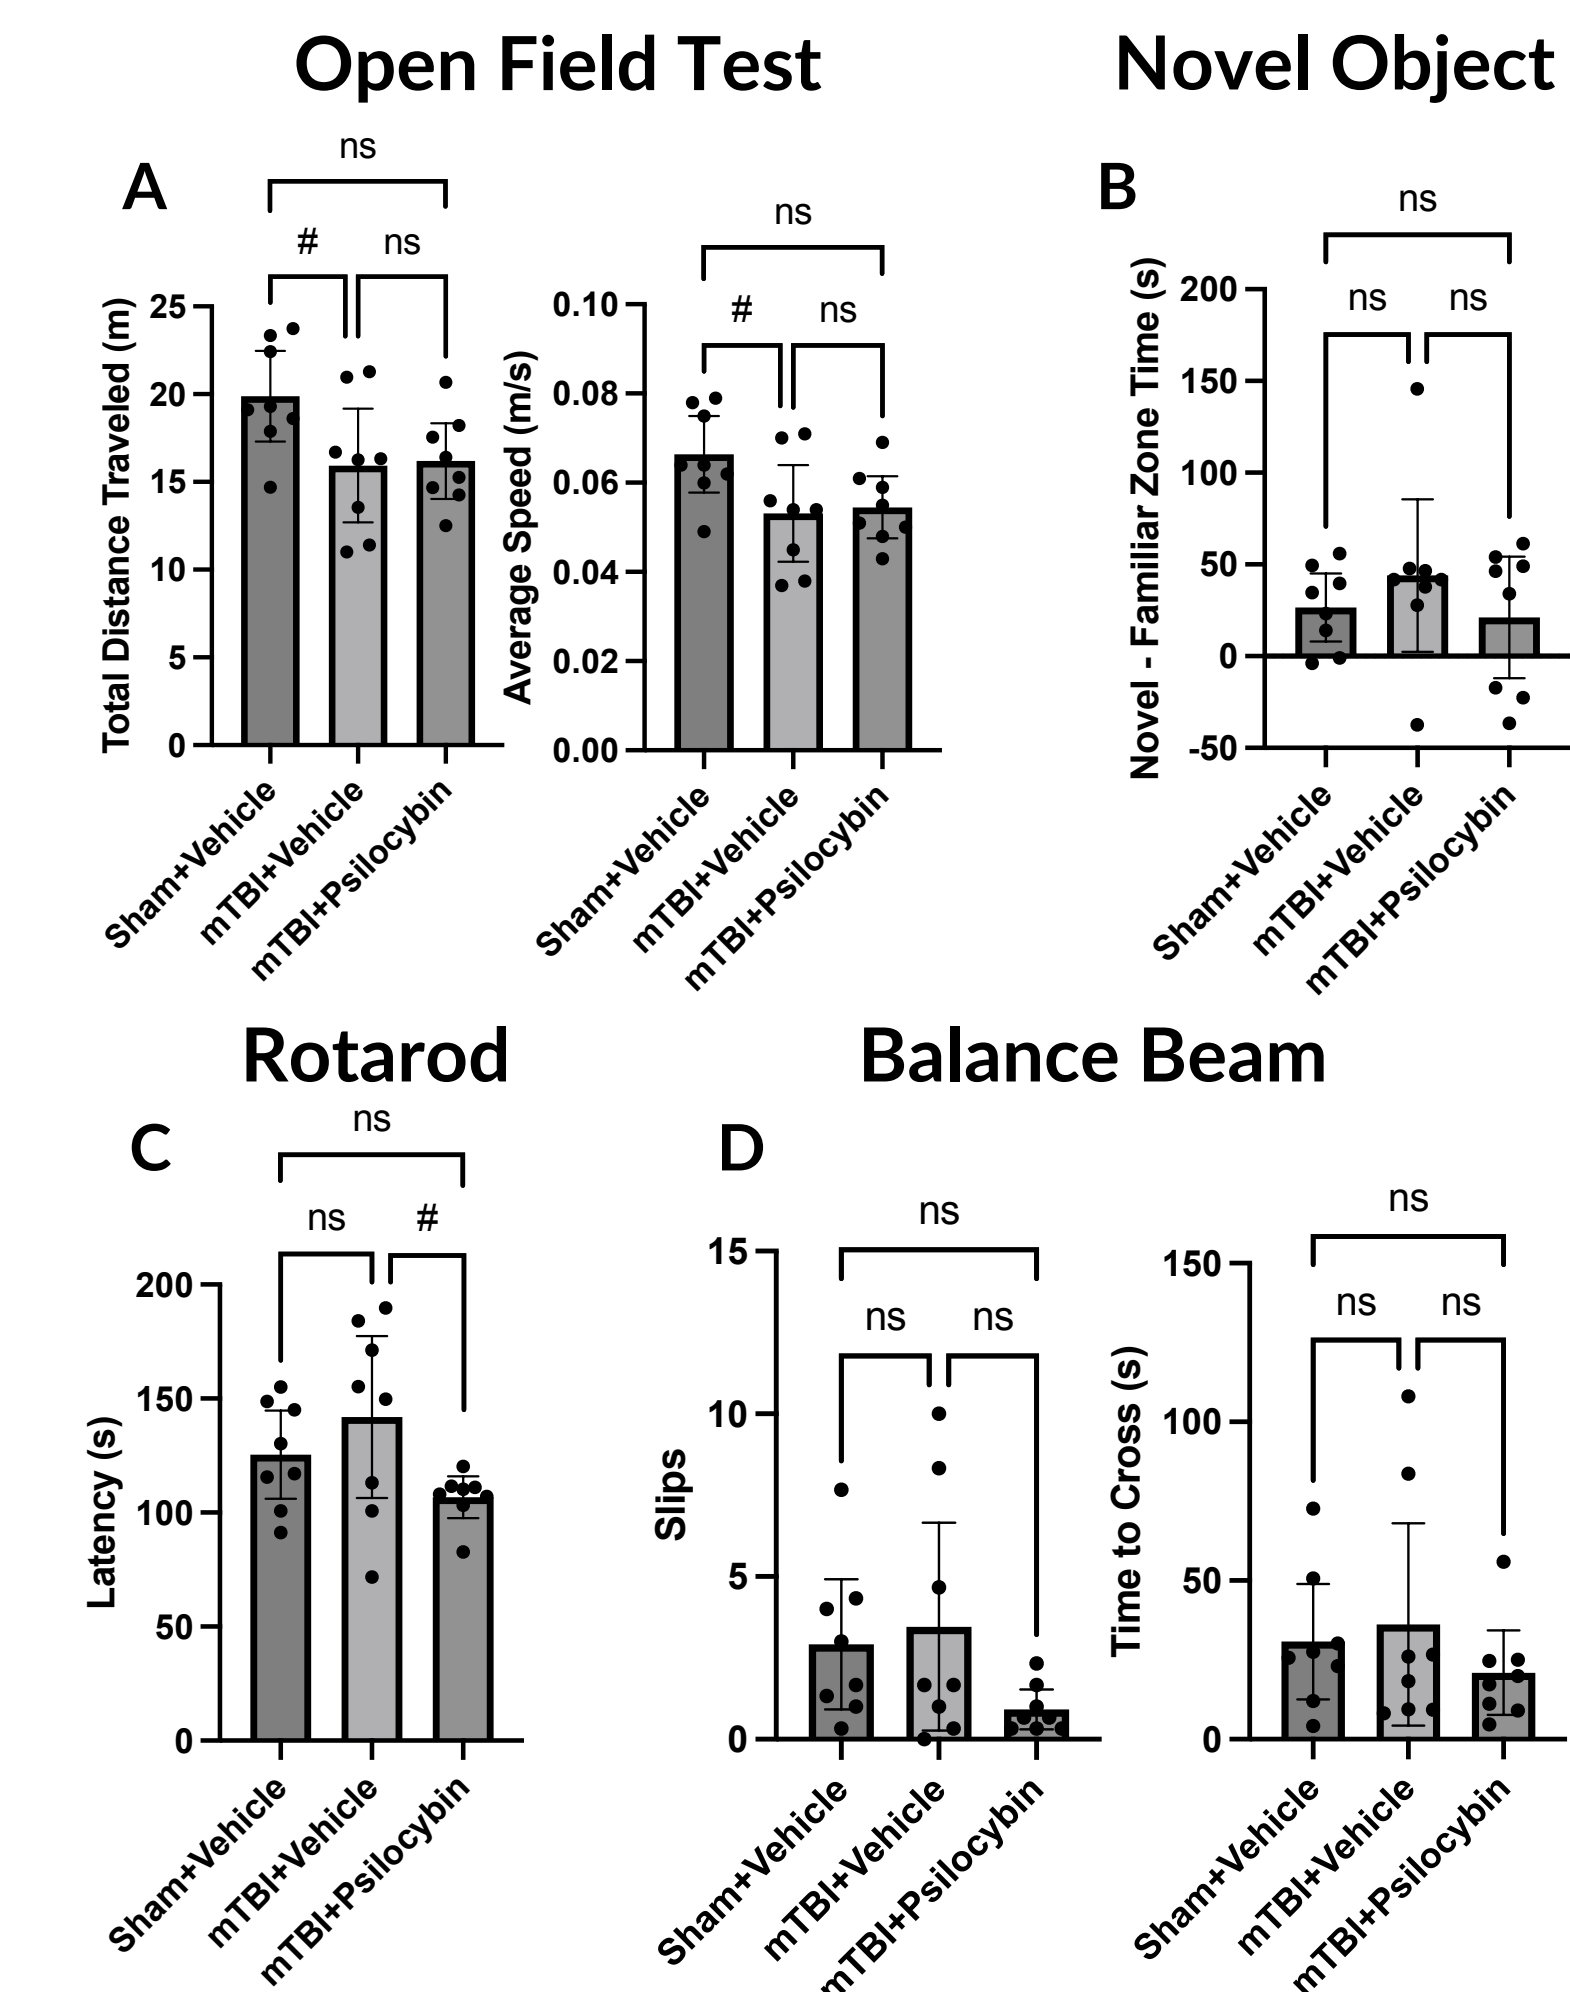 Open Field Test
Novel Object
A
ns
#
ns
Total Distance Traveled (m)
25
20
15
10
5
0
Sham+Vehicle
mTBI+Vehicle
mTBI+Psilocybin
ns
#
ns
Average Speed (m/s)
0.10
0.08
0.06
0.04
0.02
0.00
Sham+Vehicle
mTBI+Vehicle
mTBI+Psilocybin
B
ns
ns
ns
Novel - Familiar Zone Time (s)
200
150
100
50
0
-50
Sham+Vehicle
mTBI+Vehicle
mTBI+Psilocybin
Rotarod
Balance Beam
C
ns
ns
#
Latency (s)
200
150
100
50
0
Sham+Vehicle
mTBI+Vehicle
mTBI+Psilocybin
D
ns
ns
ns
Slips
15
10
5
0
Sham+Vehicle
mTBI+Vehicle
mTBI+Psilocybin
ns
ns
ns
Time to Cross (s)
150
100
50
0
Sham+Vehicle
mTBI+Vehicle
mTBI+Psilocybin